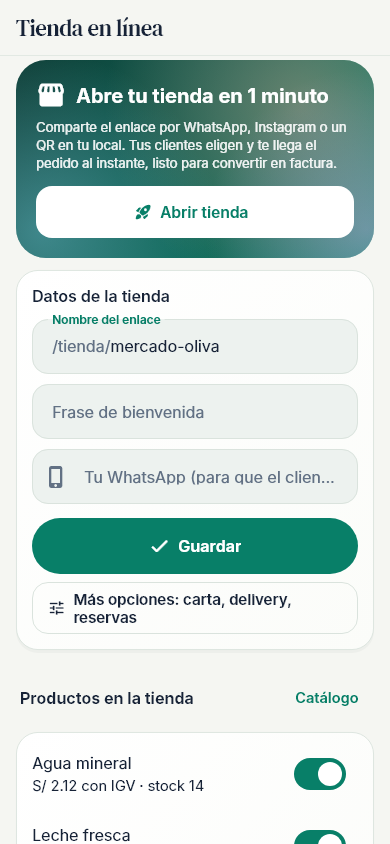 Tienda en línea
Abre tu tienda en 1 minuto
Comparte el enlace por WhatsApp, Instagram o un
QR en tu local. Tus clientes eligen y te llega el
pedido al instante, listo para convertir en factura.
Abrir tienda
Datos de la tienda
Nombre del enlace
/tienda/mercado-oliva
Frase de bienvenida
Tu WhatsApp (para que el clien...
Guardar
Más opciones: carta, delivery,
reservas
Productos en la tienda
Catálogo
Agua mineral
S/ 2.12 con IGV · stock 14
Leche fresca